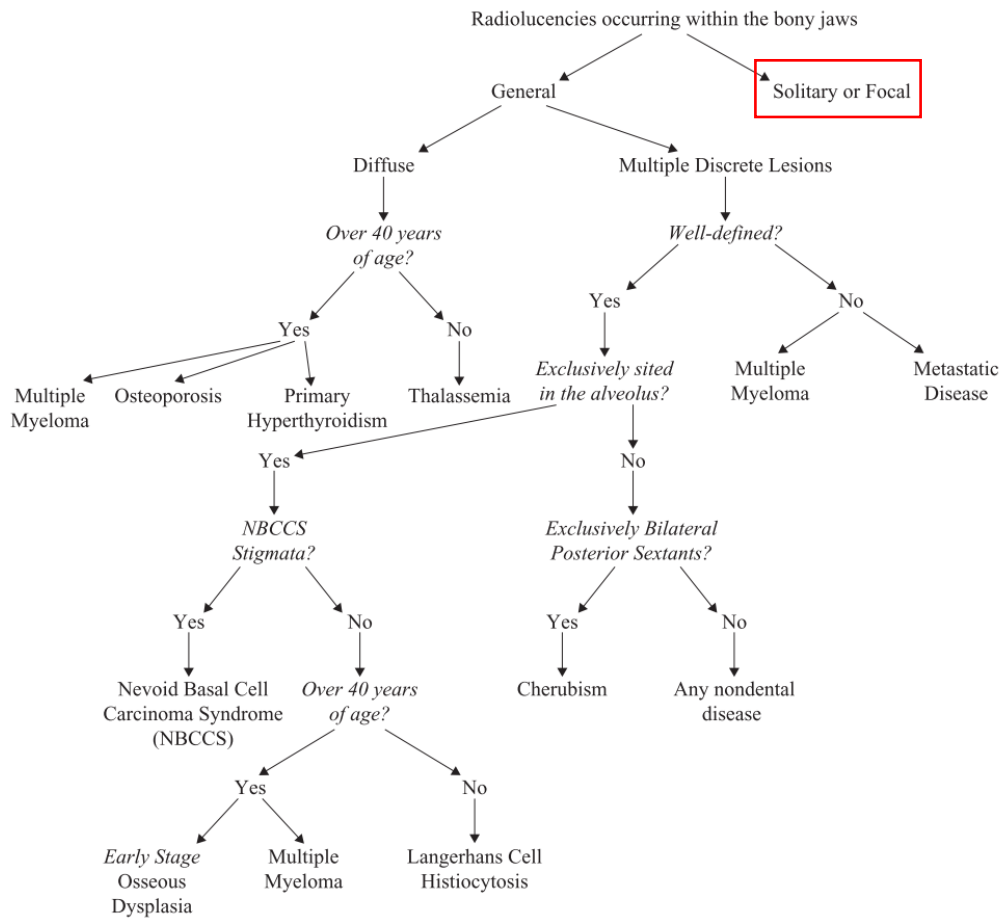 Radiolucencies occurring within the bony jaws
General
Solitary or Focal
Diffuse
Multiple Discrete Lesions
Over 40 years
of age?
Well-defined?
Yes
No
Yes
No
Multiple
Myeloma
Osteoporosis
Primary
Hyperthyroidism
Thalassemia
Exclusively sited
in the alveolus?
Multiple
Myeloma
Metastatic
Disease
Yes
No
NBCCS
Stigmata?
Exclusively Bilateral
Posterior Sextants?
Yes
No
Yes
No
Nevoid Basal Cell
Carcinoma Syndrome
(NBCCS)
Over 40 years
of age?
Cherubism
Any nondental
disease
Yes
No
Early Stage
Osseous
Dysplasia
Multiple
Myeloma
Langerhans Cell
Histiocytosis